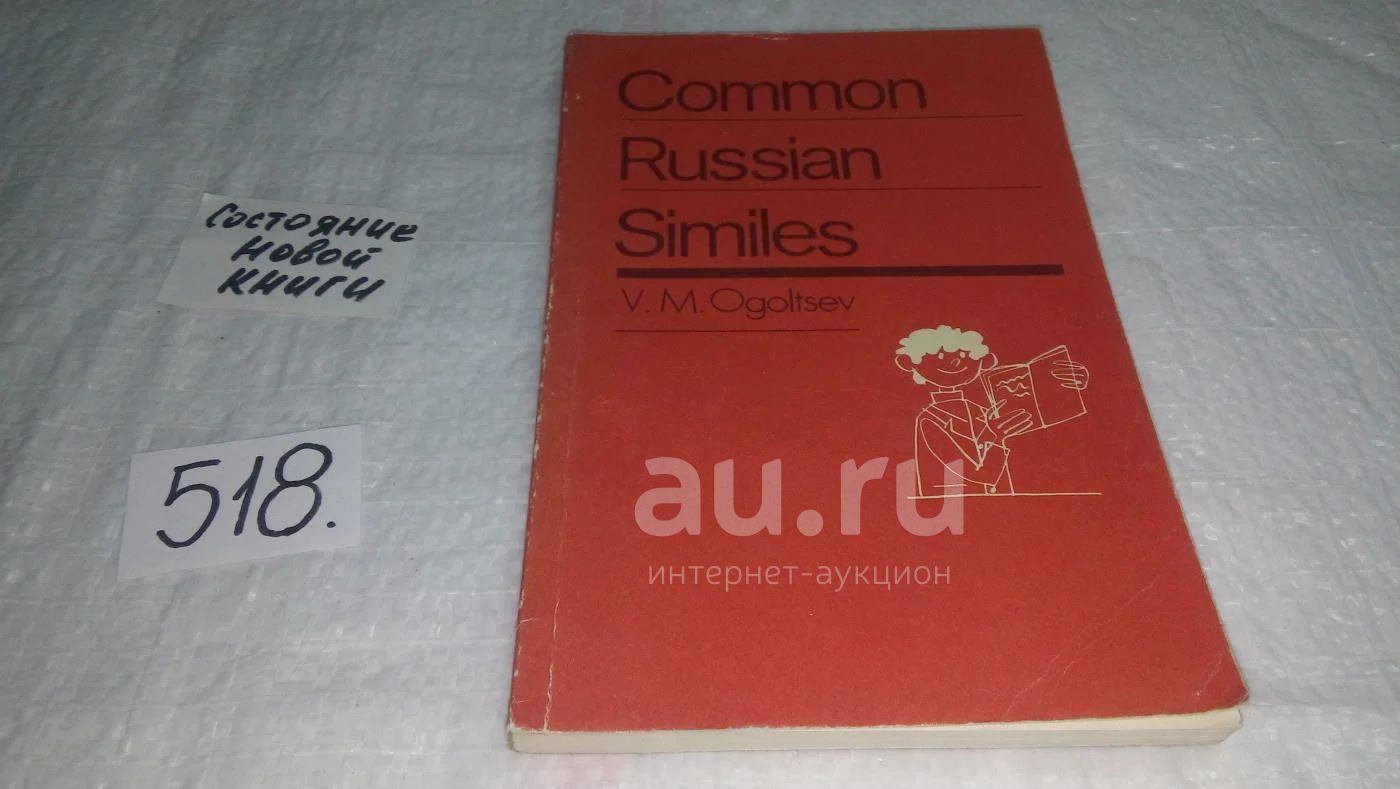 Common
Russian
Similes
V. M. Ogoltsev
Состояние
новой
книги
518.
au.ru
интернет-аукцион